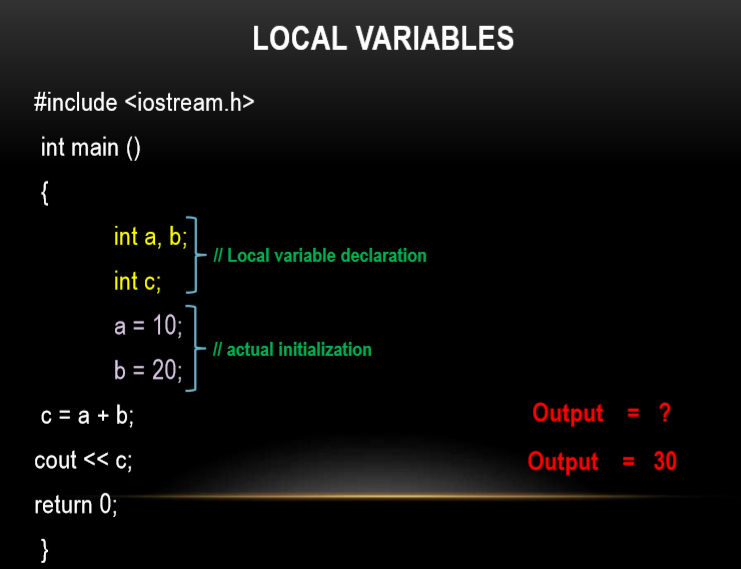 LOCAL VARIABLES
#include <iostream.h>
int main ()
{
int a, b;
// Local variable declaration
int c;
a = 10;
// actual initialization
b = 20;
c = a + b;
Output = ?
cout << c;
Output = 30
return 0;
}